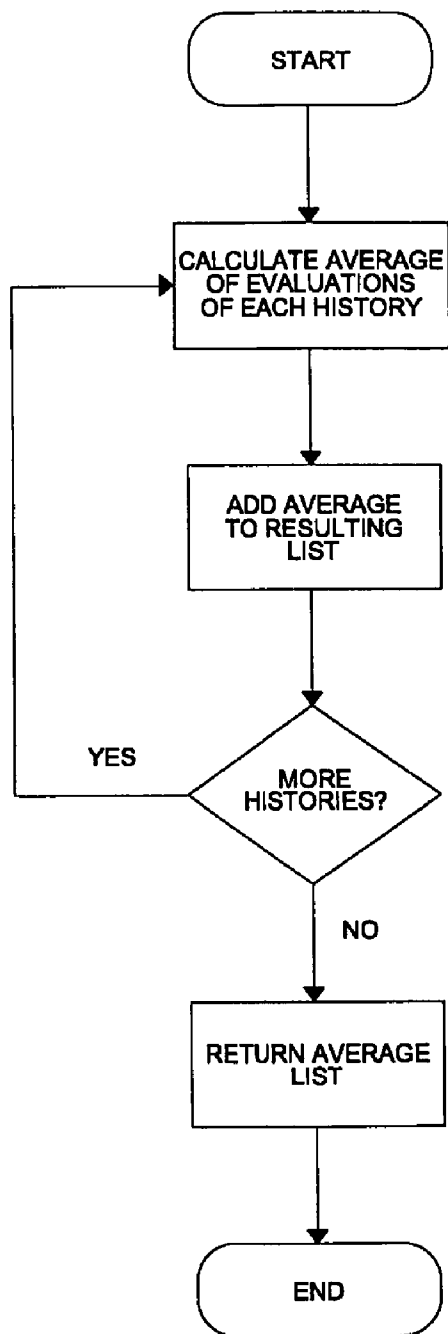 START
CALCULATE AVERAGE
OF EVALUATIONS
OF EACH HISTORY
ADD AVERAGE
TO RESULTING
LIST
YES
MORE
HISTORIES?
NO
RETURN AVERAGE
LIST
END